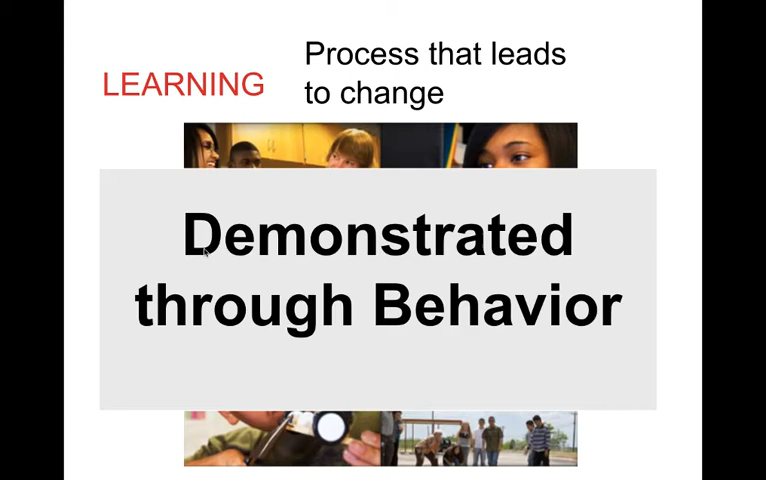 LEARNING
Process that leads
to change
Demonstrated
through Behavior